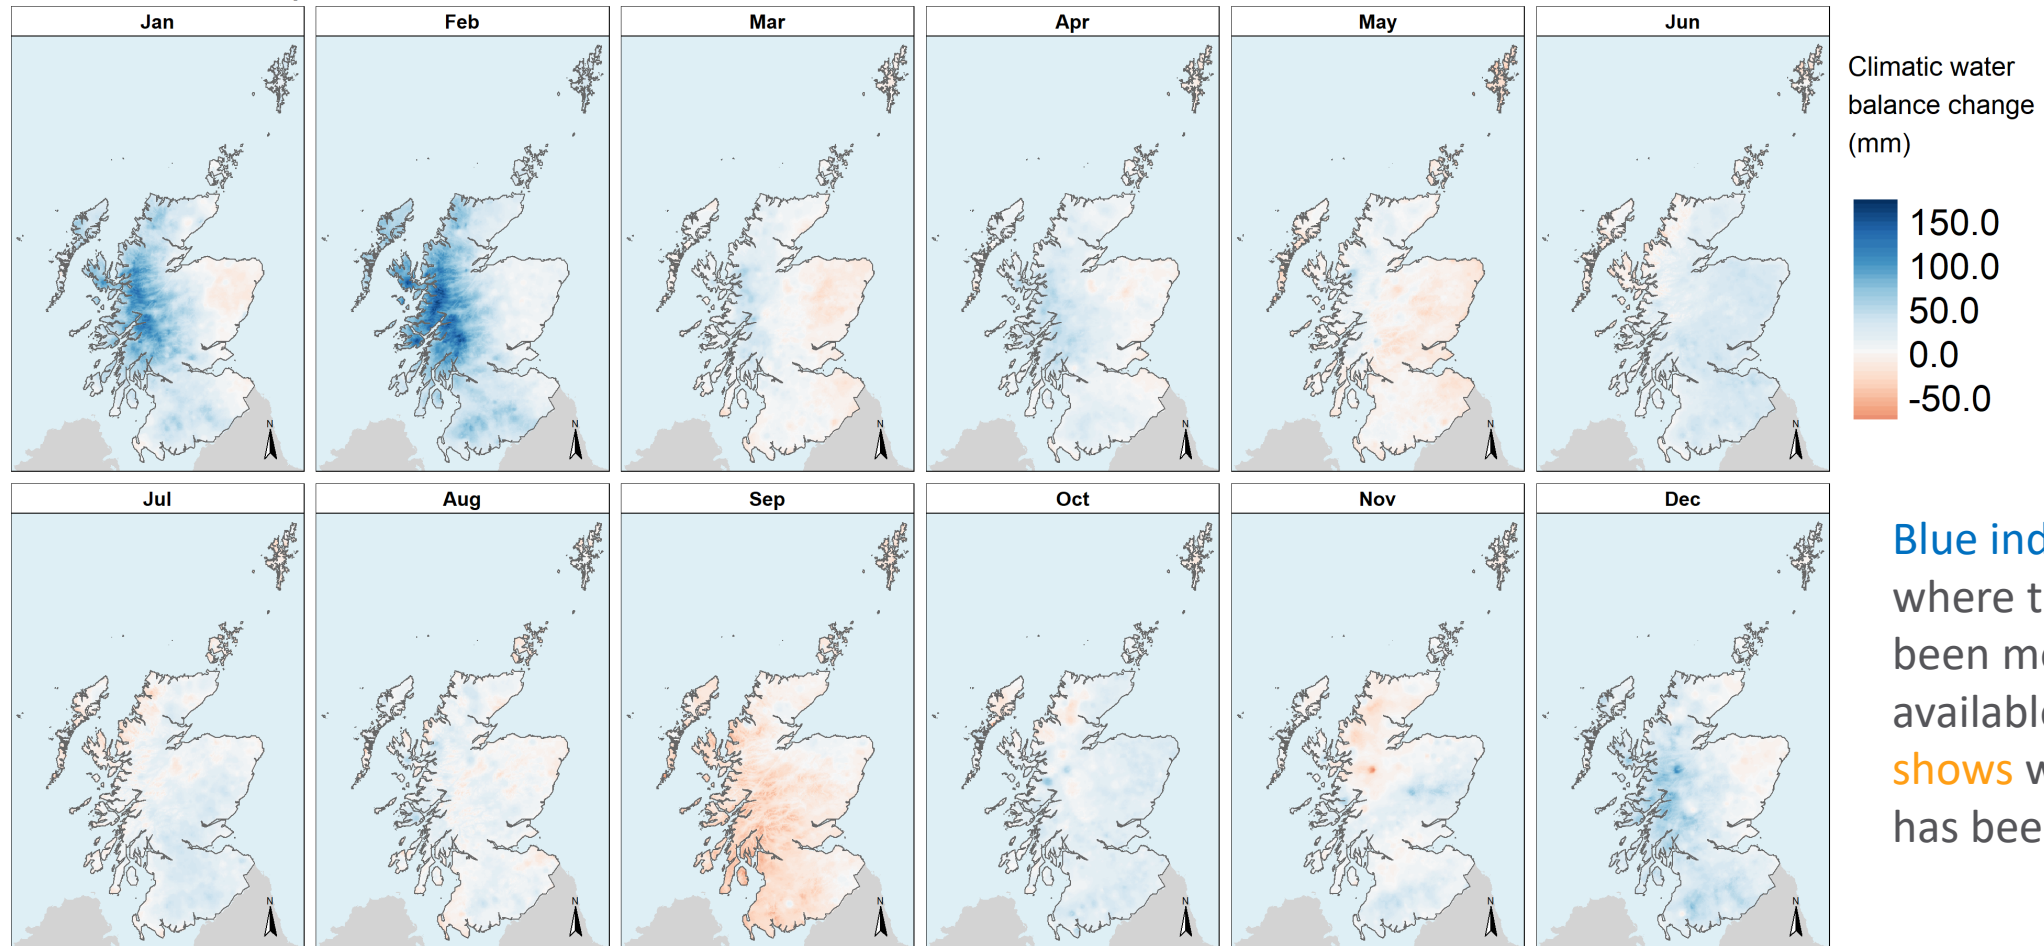 Jan
Feb
Mar
Apr
May
Jun
Climatic water
balance change
(mm)
150.0
100.0
50.0
0.0
-50.0
N
N
N
N
N
N
Jul
Aug
Sep
Oct
Nov
Dec
Blue ind
where t
been m
available
shows w
has bee
N
N
N
N
N
N